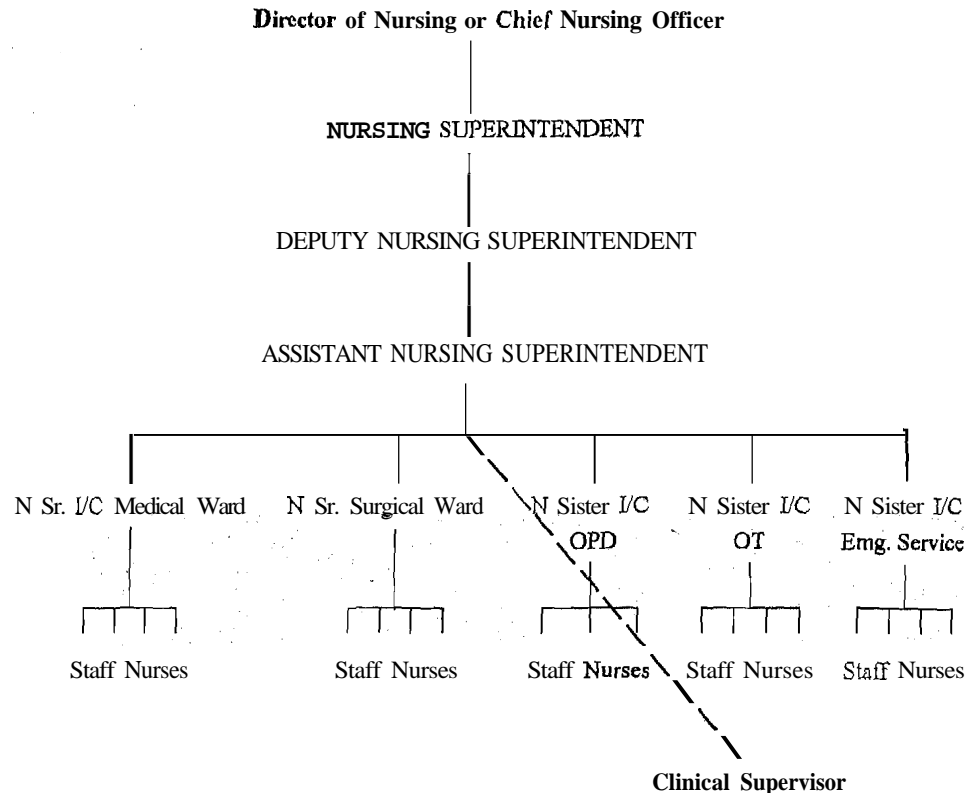 Director of Nursing or Chief Nursing Officer
NURSING SUPERINTENDENT
DEPUTY NURSING SUPERINTENDENT
ASSISTANT NURSING SUPERINTENDENT
N Sr. I/C Medical Ward N Sr. Surgical Ward N Sister I/C N Sister I/C N Sister I/C
OPD OT Emg. Service
Staff Nurses Staff Nurses Staff Nurses Staff Nurses Staff Nurses
Clinical Supervisor